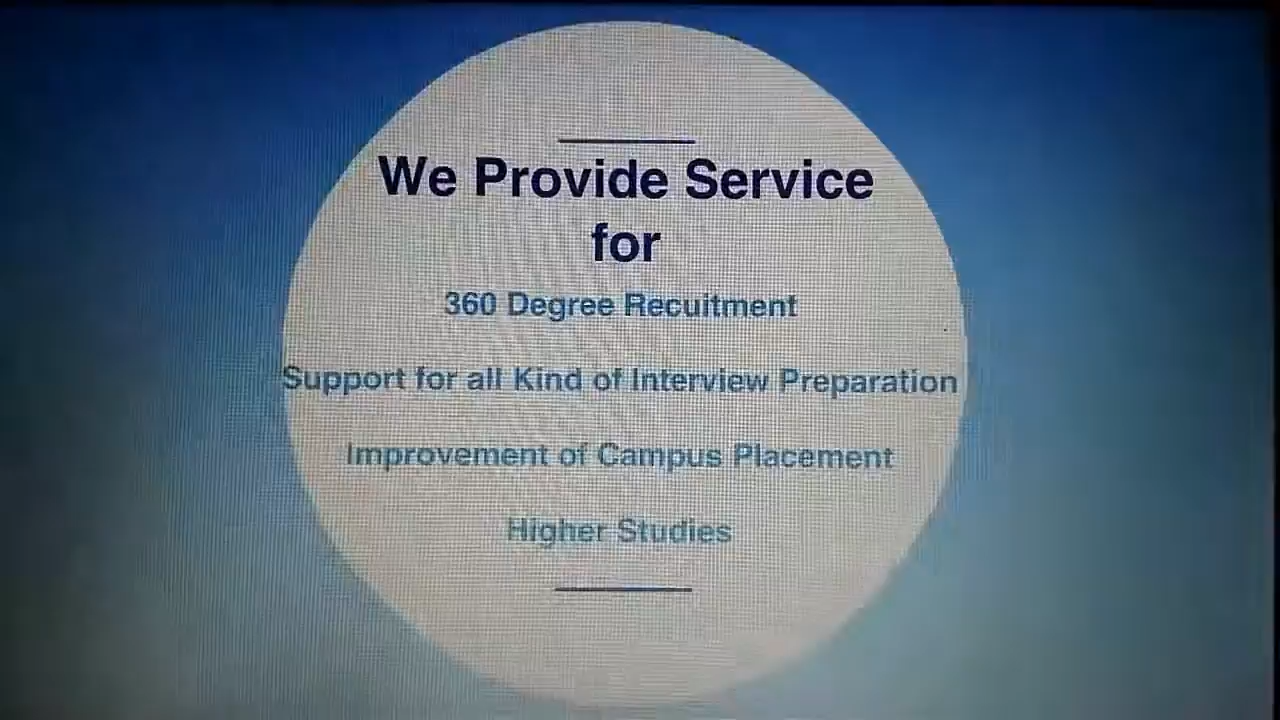 We Provide Service
for
360 Degree Recuitment
Support for all Kind of Interview Preparation
Improvement of Campus Placement
Higher Studies